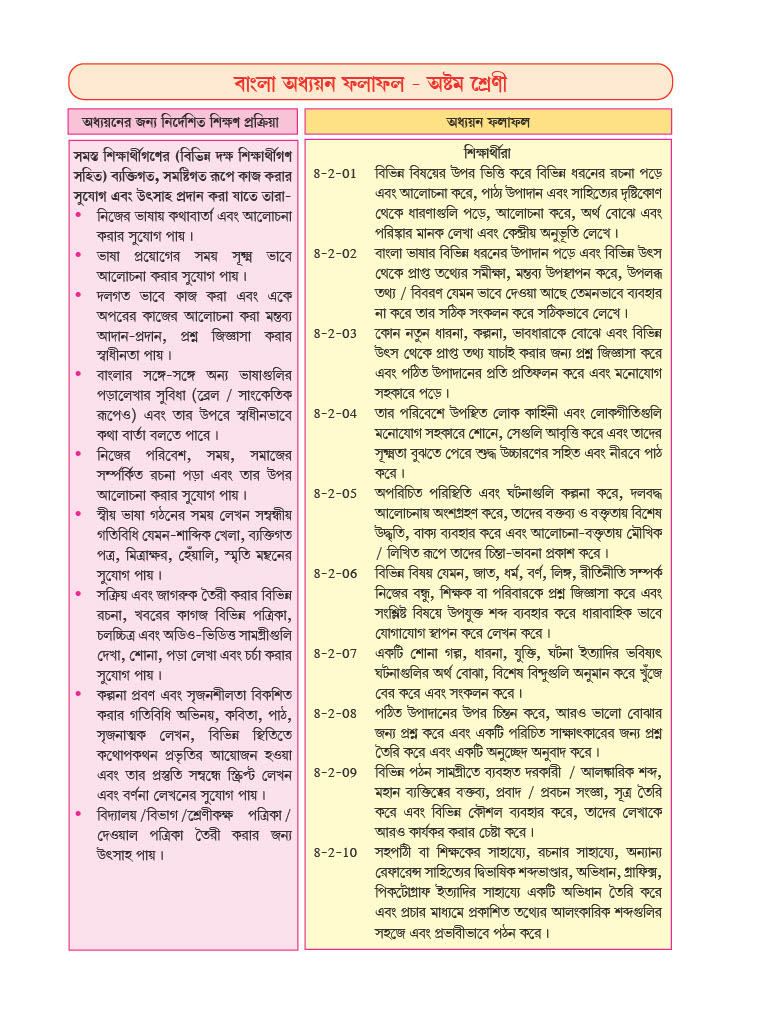 বাংলা অধ্যয়ন ফলাফল - অষ্টম শ্রেণী
অধ্যয়নের জন্য নির্দেশিত শিক্ষণ প্রক্রিয়া
সমস্ত শিক্ষার্থীগণের (বিভিন্ন দক্ষ শিক্ষার্থীগণ
সহিত) ব্যক্তিগত, সমষ্টিগত রূপে কাজ করার
সুযোগ এবং উৎসাহ প্রদান করা যাতে তারা-
• নিজের ভাষায় কথাবার্তা এবং আলোচনা
করার সুযোগ পায়।
• ভাষা প্রয়োগের সময় সূক্ষ্ম ভাবে
আলোচনা করার সুযোগ পায়।
• দলগত ভাবে কাজ করা এবং একে
অপরের কাজের আলোচনা করা মন্তব্য
আদান-প্রদান, প্রশ্ন জিজ্ঞাসা করার
স্বাধীনতা পায়।
• বাংলার সঙ্গে-সঙ্গে অন্য ভাষাগুলির
পড়ালেখার সুবিধা (ব্রেল / সাংকেতিক
রূপেও) এবং তার উপরে স্বাধীনভাবে
কথা বার্তা বলতে পারে।
• নিজের পরিবেশ, সময়, সমাজের
সর্ম্পকিত রচনা পড়া এবং তার উপর
আলোচনা করার সুযোগ পায়।
• স্বীয় ভাষা গঠনের সময় লেখন সম্বন্ধীয়
গতিবিধি যেমন-শাব্দিক খেলা, ব্যক্তিগত
পত্র, মিত্রাক্ষর, হেঁয়ালি, স্মৃতি মন্থনের
সুযোগ পায়।
• সক্রিয় এবং জাগরুক তৈরী করার বিভিন্ন
রচনা, খবরের কাগজ বিভিন্ন পত্রিকা,
চলচ্চিত্র এবং অডিও-ভিডিত্ত সামগ্রীগুলি
দেখা, শোনা, পড়া লেখা এবং চর্চা করার
সুযোগ পায়।
• কল্পনা প্রবণ এবং সৃজনশীলতা বিকশিত
করার গতিবিধি অভিনয়, কবিতা, পাঠ,
সৃজনাত্মক লেখন, বিভিন্ন স্থিতিতে
কথোপকথন প্রভৃতির আয়োজন হওয়া
এবং তার প্রস্ততি সম্বন্ধে স্ক্রিপ্ট লেখন
এবং বর্ণনা লেখনের সুযোগ পায়।
• বিদ্যালয়/বিভাগ/শ্রেণীকক্ষ পত্রিকা/
দেওয়াল পত্রিকা তৈরী করার জন্য
উৎসাহ পায়।
অধ্যয়ন ফলাফল
শিক্ষার্থীরা
8-2-01 বিভিন্ন বিষয়ের উপর ভিত্তি করে বিভিন্ন ধরনের রচনা পড়ে
এবং আলোচনা করে, পাঠ্য উপাদান এবং সাহিত্যের দৃষ্টিকোণ
থেকে ধারণাগুলি পড়ে, আলোচনা করে, অর্থ বোঝে এবং
পরিষ্কার মানক লেখা এবং কেন্দ্রীয় অনুভূতি লেখে।
8-2-02 বাংলা ভাষার বিভিন্ন ধরনের উপাদান পড়ে এবং বিভিন্ন উৎস
থেকে প্রাপ্ত তথ্যের সমীক্ষা, মন্তব্য উপস্থাপন করে, উপলব্ধ
তথ্য / বিবরণ যেমন ভাবে দেওয়া আছে তেমনভাবে ব্যবহার
না করে তার সঠিক সংকলন করে সঠিকভাবে লেখে।
8-2-03 কোন নতুন ধারনা, কল্পনা, ভাবধারাকে বোঝে এবং বিভিন্ন
উৎস থেকে প্রাপ্ত তথ্য যাচাই করার জন্য প্রশ্ন জিজ্ঞাসা করে
এবং পঠিত উপাদানের প্রতি প্রতিফলন করে এবং মনোযোগ
সহকারে পড়ে।
8-2-04 তার পরিবেশে উপস্থিত লোক কাহিনী এবং লোকগীতিগুলি
মনোযোগ সহকারে শোনে, সেগুলি আবৃত্তি করে এবং তাদের
সূক্ষ্মতা বুঝতে পেরে শুদ্ধ উচ্চারণের সহিত এবং নীরবে পাঠ
করে।
8-2-05 অপরিচিত পরিস্থিতি এবং ঘটনাগুলি কল্পনা করে, দলবদ্ধ
আলোচনায় অংশগ্রহণ করে, তাদের বক্তব্য ও বক্তৃতায় বিশেষ
উদ্ধৃতি, বাক্য ব্যবহার করে এবং আলোচনা-বক্তৃতায় মৌখিক
/ লিখিত রূপে তাদের চিন্তা-ভাবনা প্রকাশ করে।
8-2-06 বিভিন্ন বিষয় যেমন, জাত, ধর্ম, বর্ণ, লিঙ্গ, রীতিনীতি সম্পর্ক
নিজের বন্ধু, শিক্ষক বা পরিবারকে প্রশ্ন জিজ্ঞাসা করে এবং
সংশ্লিষ্ট বিষয়ে উপযুক্ত শব্দ ব্যবহার করে ধারাবাহিক ভাবে
যোগাযোগ স্থাপন করে লেখন করে।
8-2-07 একটি শোনা গল্প, ধারনা, যুক্তি, ঘটনা ইত্যাদির ভবিষ্যৎ
ঘটনাগুলির অর্থ বোঝা, বিশেষ বিন্দুগুলি অনুমান করে খুঁজে
বের করে এবং সংকলন করে।
8-2-08 পঠিত উপাদানের উপর চিন্তন করে, আরও ভালো বোঝার
জন্য প্রশ্ন করে এবং একটি পরিচিত সাক্ষাৎকারের জন্য প্রশ্ন
তৈরি করে এবং একটি অনুচ্ছেদ অনুবাদ করে।
8-2-09 বিভিন্ন পঠন সামগ্রীতে ব্যবহৃত দরকারী / আলঙ্কারিক শব্দ,
মহান ব্যক্তিত্বের বক্তব্য, প্রবাদ / প্রবচন সংজ্ঞা, সূত্র তৈরি
করে এবং বিভিন্ন কৌশল ব্যবহার করে, তাদের লেখাকে
আরও কার্যকর করার চেষ্টা করে।
8-2-10 সহপাঠী বা শিক্ষকের সাহায্যে, রচনার সাহায্যে, অন্যান্য
রেফারেন্স সাহিত্যের দ্বিভাষিক শব্দভাণ্ডার, অভিধান, গ্রাফিক্স,
পিকটোগ্রাফ ইত্যাদির সাহায্যে একটি অভিধান তৈরি করে
এবং প্রচার মাধ্যমে প্রকাশিত তথ্যের আলংকারিক শব্দগুলির
সহজে এবং প্রভাবীভাবে পঠন করে।